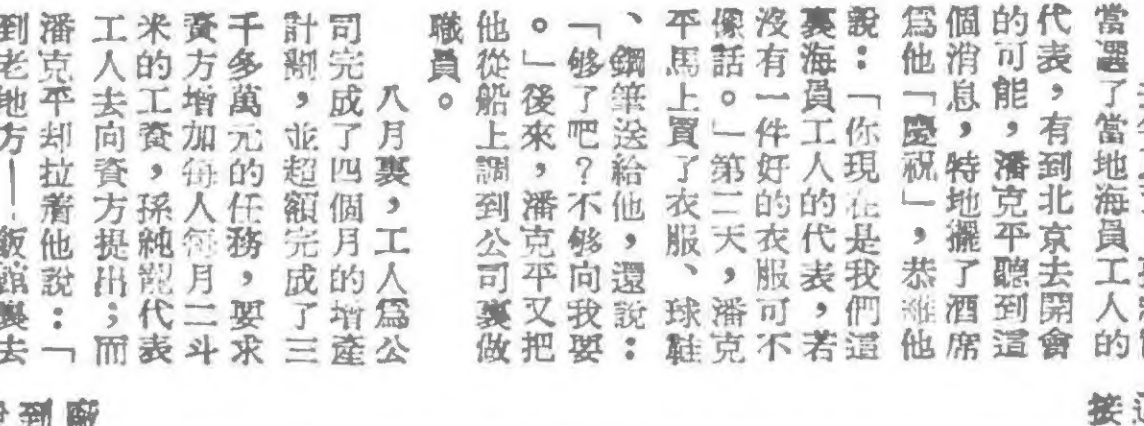 當選了當地海員工人的
代表，有到北京去開會
的可能，潘克平聽到這
個消息，特地擺了酒席
爲他「慶祝」，恭維他
說：「你現在是我們這
裏海員工人的代表，若
沒有一件好的衣服可不
像話。」第二天，潘克
平馬上買了衣服、球鞋
、鋼筆送給他，還說：
「够了吧？不够向我要
。」後來，潘克平又把
他從船上調到公司裏做
職員。
八月裏，工人爲公
司完成了四個月的增產
計劃，並超額完成了三
千多萬元的任務，要求
資方增加每人每月二斗
米的工資，孫純龍代表
工人去向資方提出；而
潘克平却拉着他說：「
到老地方—飯舘裏去
接
廠
到